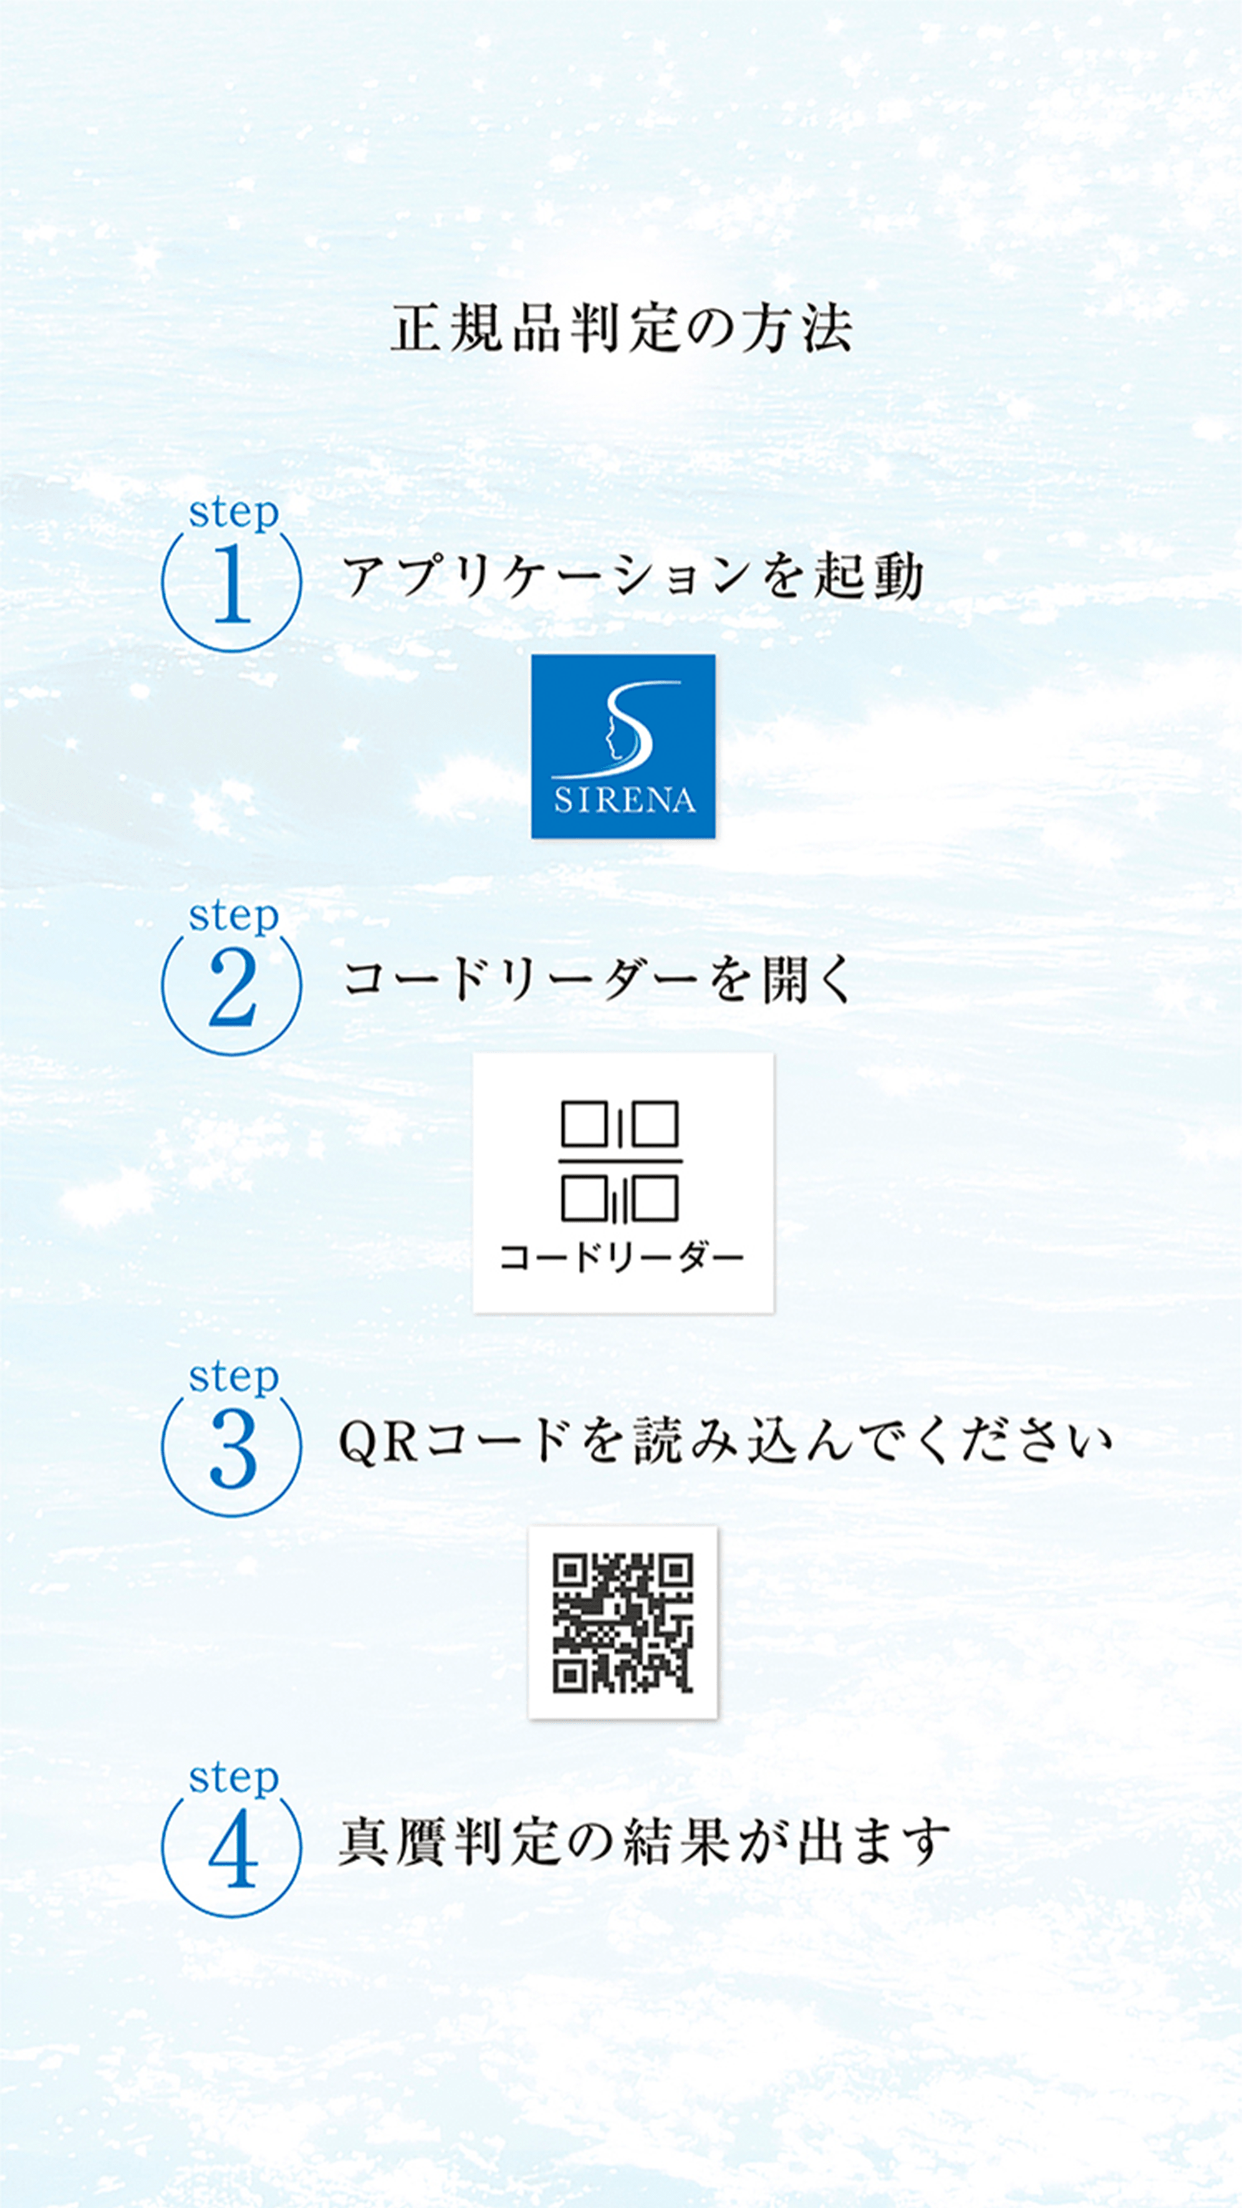 正規品判定の方法
step
1
アプリケーションを起動
SIRENA
step
2
コードリーダーを開く
コードリーダー
step
3
QRコードを読み込んでください
step
4
真贋判定の結果が出ます